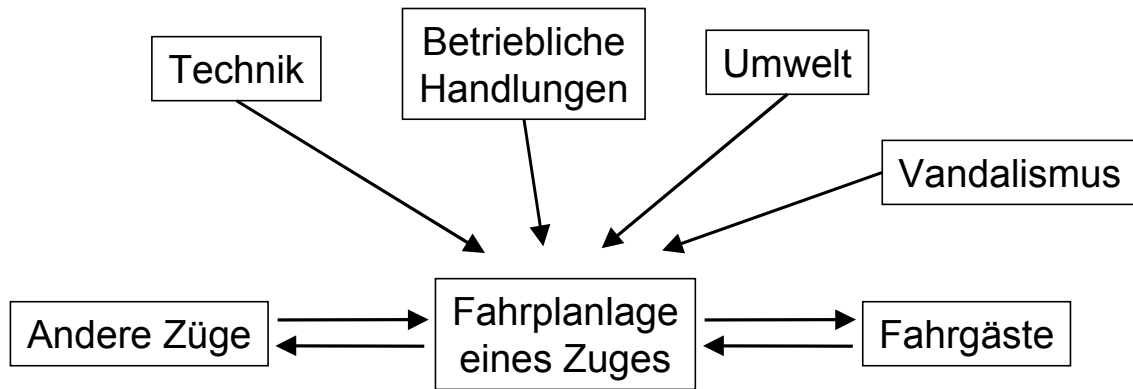 Technik
Betriebliche
Handlungen
Umwelt
Vandalismus
Andere Züge
Fahrplanlage
eines Zuges
Fahrgäste